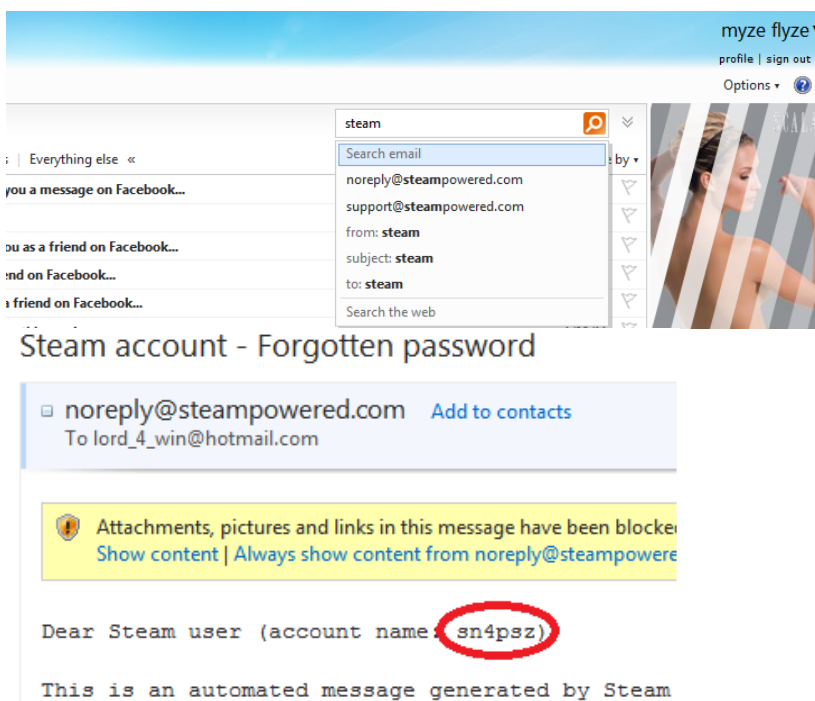 myze flyze
profile | sign out
Options
steam
SCALA
Everything else «
Search email
by
you a message on Facebook...
noreply@steampowered.com
support@steampowered.com
ou as a friend on Facebook...
from: steam
end on Facebook...
subject: steam
a friend on Facebook...
to: steam
Search the web
Steam account - Forgotten password
noreply@steampowered.com Add to contacts
To lord_4_win@hotmail.com
Attachments, pictures and links in this message have been blocke
Show content | Always show content from noreply@steampowere
Dear Steam user (account name: sn4psz)
This is an automated message generated by Steam